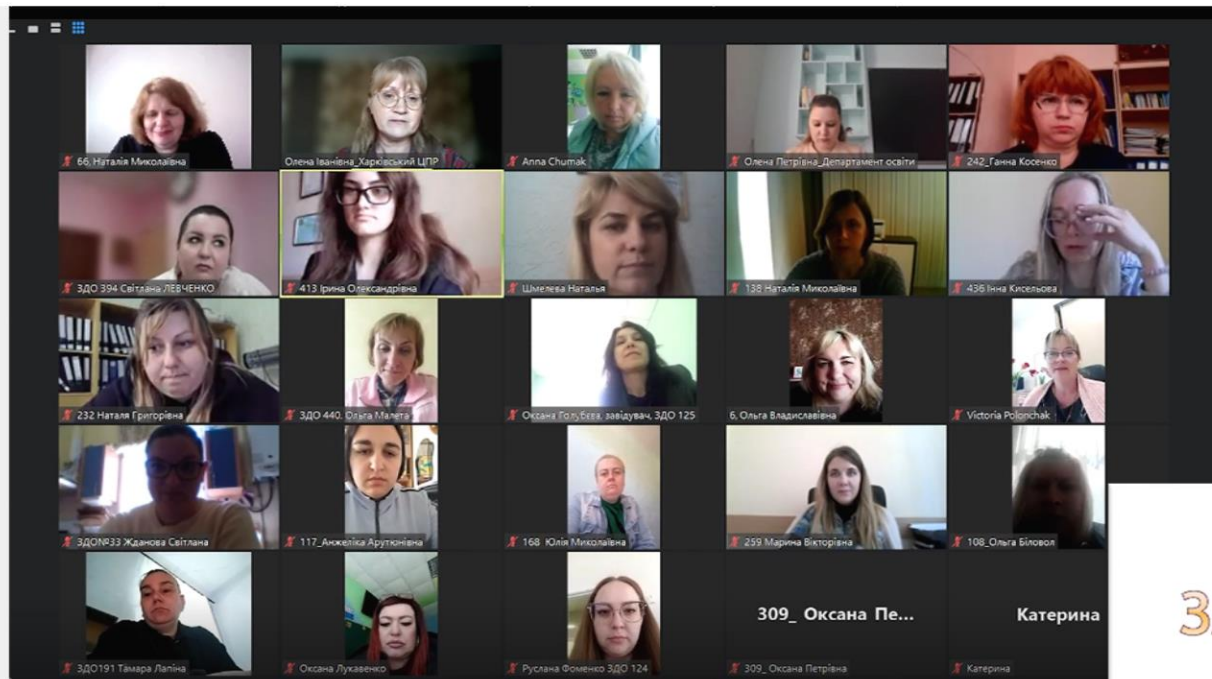 66, Наталія Миколаївна
Олена Іванівна_Харківський ЦПР
Anna Chumak
Олена Петрівна_Департамент освіти
242_Ганна Косенко
ЗДО 394 Світлана ЛЕВЧЕНКО
413 Ірина Олександрівна
Шмелева Наталья
138 Наталія Миколаївна
436 Інна Кисельова
232 Наталя Григорівна
ЗДО 440. Ольга Малета
Оксана Голубєва, завідувач, ЗДО 125
6, Ольга Владиславівна
Victoria Polonchak
ЗДО№33 Жданова Світлана
117_Анжеліка Арутюнівна
168 Юлія Миколаївна
259 Марина Вікторівна
108_Ольга Біловол
309_ Оксана Пе...
Катерина
ЗДО191 Тамара Лапіна
Оксана Лукавенко
Руслана Фоменко ЗДО 124
309_ Оксана Петрівна
Катерина